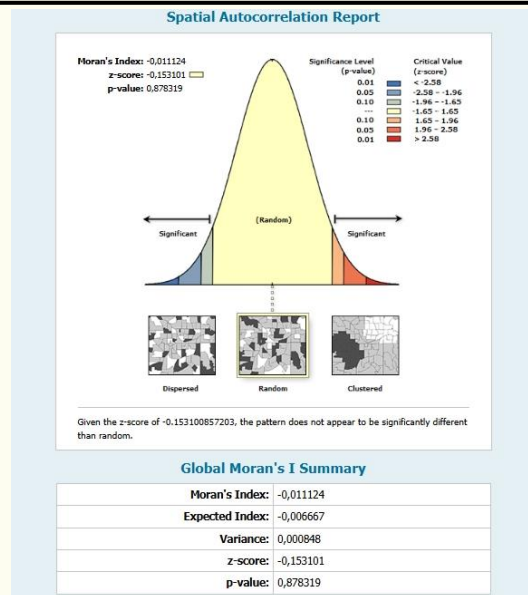 Spatial Autocorrelation Report
Moran's Index: -0,011124
z-score: -0,153101
p-value: 0,878319
Significance Level
(p-value)
0.01
0.05
0.10
---
0.10
0.05
0.01
Critical Value
(z-score)
< -2.58
-2.58 - -1.96
-1.96 - -1.65
-1.65 - 1.65
1.65 - 1.96
1.96 - 2.58
> 2.58
(Random)
Significant
Significant
Dispersed
Random
Clustered
Given the z-score of -0.153100857203, the pattern does not appear to be significantly different
than random.
Global Moran's I Summary
Moran's Index: -0,011124
Expected Index: -0,006667
Variance: 0,000848
z-score: -0,153101
p-value: 0,878319